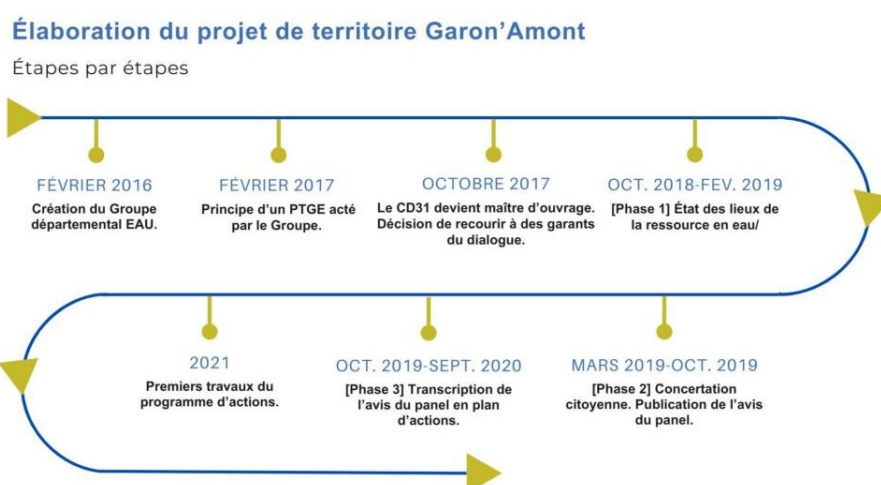 Élaboration du projet de territoire Garon'Amont
Étapes par étapes
FÉVRIER 2016
Création du Groupe
départemental EAU.
FÉVRIER 2017
Principe d'un PTGE acté
par le Groupe.
OCTOBRE 2017
Le CD31 devient maître d'ouvrage.
Décision de recourir à des garants
du dialogue.
OCT. 2018-FEV. 2019
[Phase 1] État des lieux de
la ressource en eau/
MARS 2019-OCT. 2019
[Phase 2] Concertation
citoyenne. Publication de l'avis
du panel.
OCT. 2019-SEPT. 2020
[Phase 3] Transcription de
l'avis du panel en plan
d'actions.
2021
Premiers travaux du
programme d'actions.